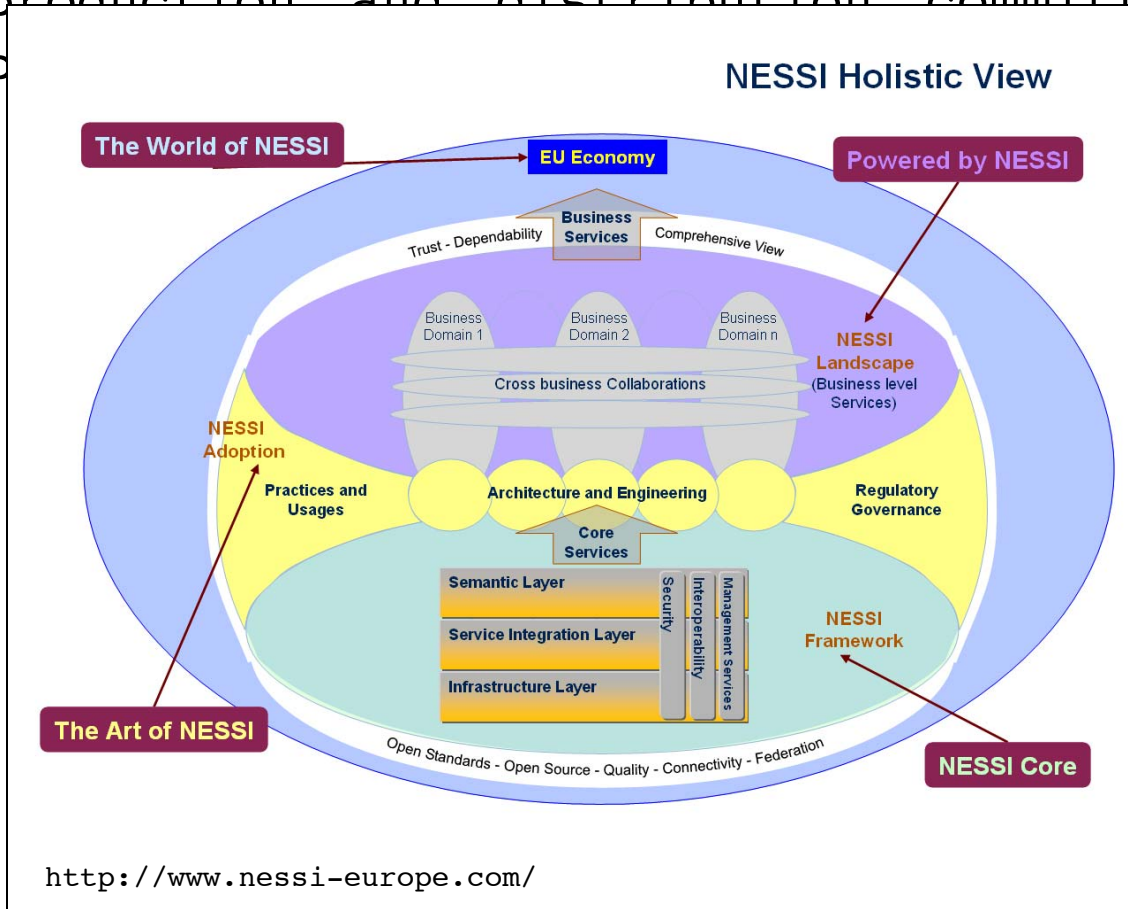 NESSI Holistic View
The World of NESSI
EU Economy
Powered by NESSI
Business
Services
Trust - Dependability
Comprehensive View
Business
Domain 1
Business
Domain 2
Business
Domain n
NESSI
Landscape
(Business level
Services)
Cross business Collaborations
NESSI
Adoption
Practices and
Usages
Architecture and Engineering
Regulatory
Governance
Core
Services
Semantic Layer
Service Integration Layer
Infrastructure Layer
Security
Interoperability
Management Services
NESSI
Framework
The Art of NESSI
Open Standards - Open Source - Quality - Connectivity - Federation
NESSI Core
http://www.nessi-europe.com/